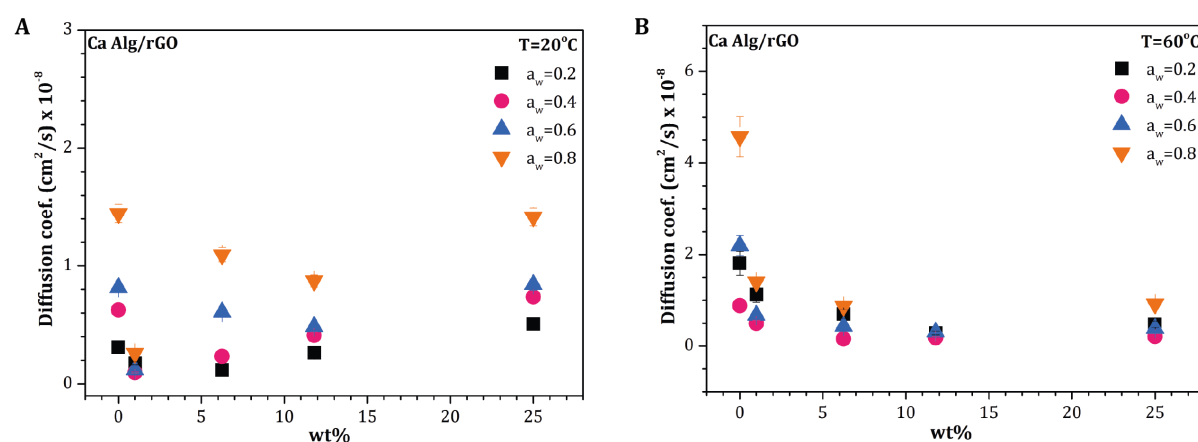 A
Ca Alg/rGO
T=20°C
a_w=0.2
a_w=0.4
a_w=0.6
a_w=0.8
Diffusion coef. (cm²/s) x 10⁻⁸
3
2
1
0
0 5 10 15 20 25
wt%
B
Ca Alg/rGO
T=60°C
a_w=0.2
a_w=0.4
a_w=0.6
a_w=0.8
Diffusion coef. (cm²/s) x 10⁻⁸
6
4
2
0
0 5 10 15 20 25
wt%